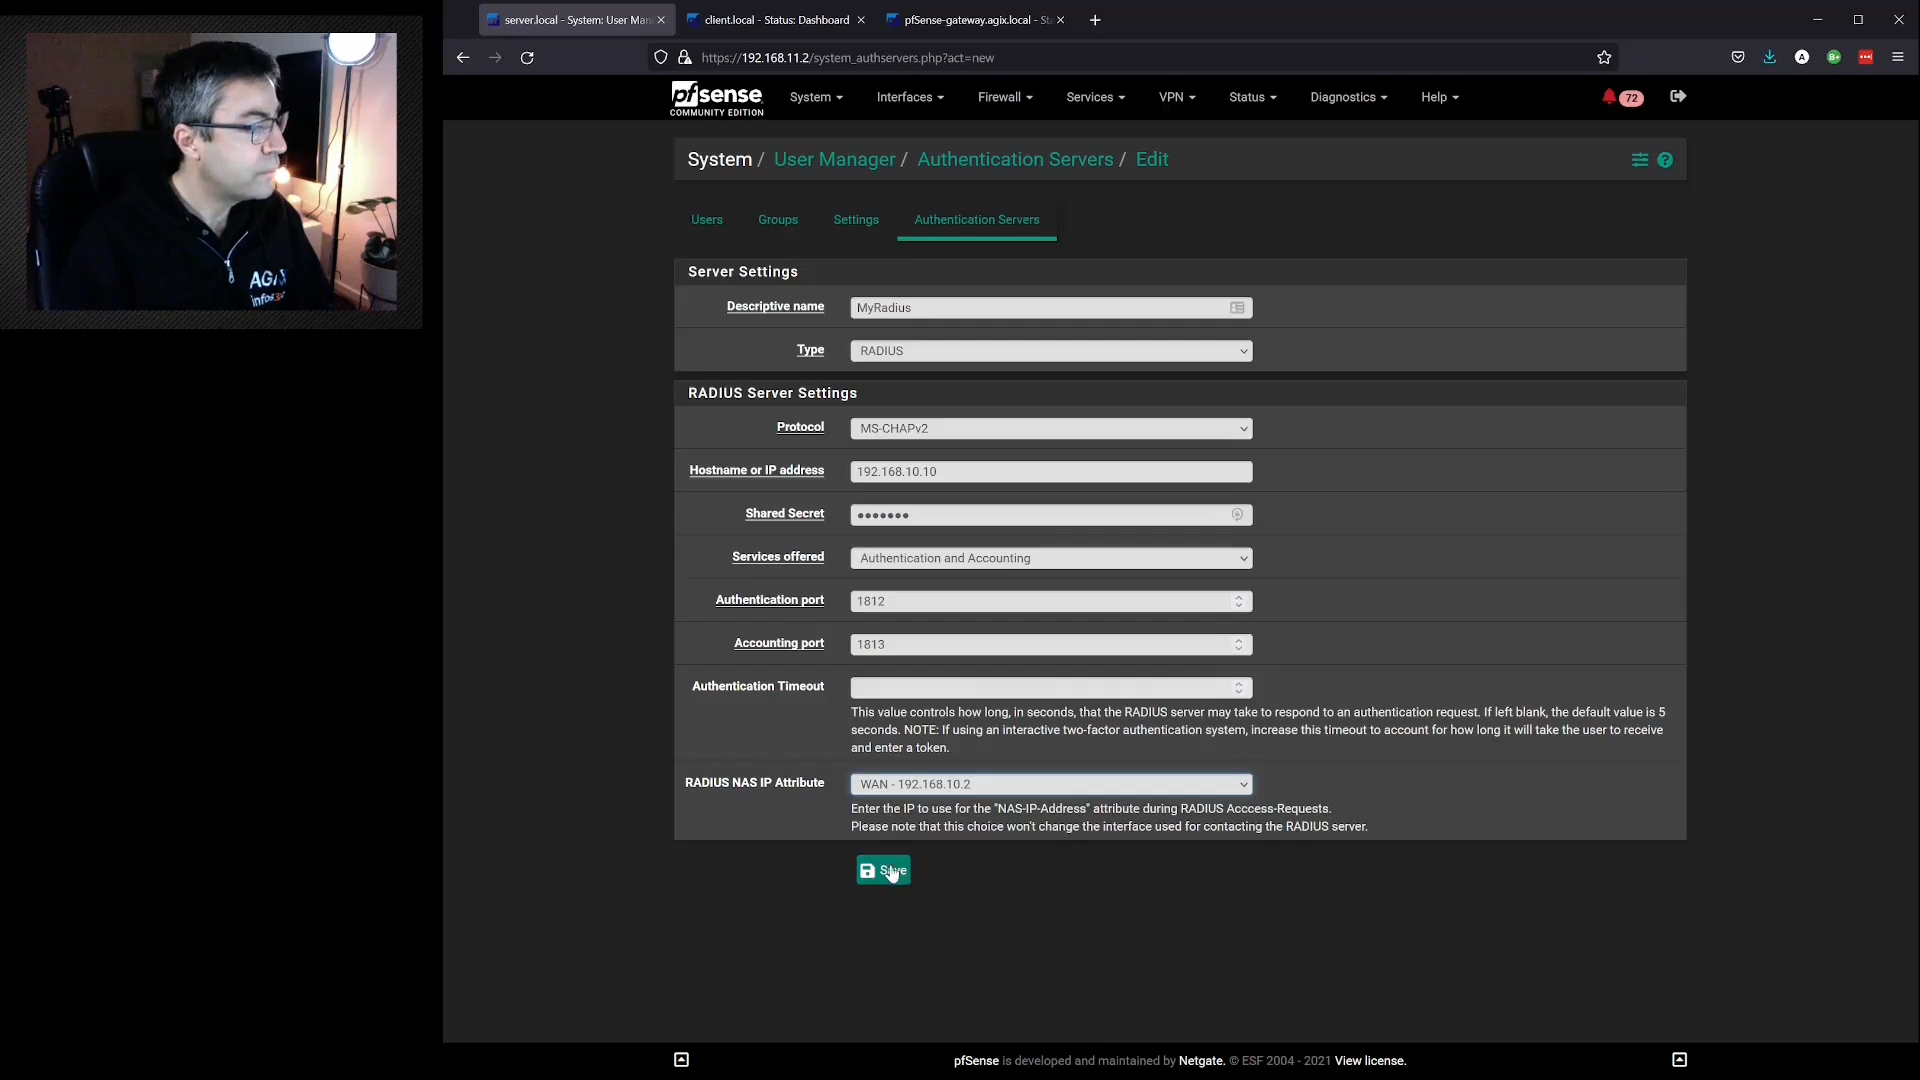 server.local - System: User Man
client.local - Status: Dashboard
pfSense-gateway.agix.local - Sta
https://192.168.11.2/system_authservers.php?act=new
pfsense
COMMUNITY EDITION
System
Interfaces
Firewall
Services
VPN
Status
Diagnostics
Help
72
System / User Manager / Authentication Servers / Edit
Users
Groups
Settings
Authentication Servers
Server Settings
Descriptive name
MyRadius
Type
RADIUS
RADIUS Server Settings
Protocol
MS-CHAPv2
Hostname or IP address
192.168.10.10
Shared Secret
•••••••
Services offered
Authentication and Accounting
Authentication port
1812
Accounting port
1813
Authentication Timeout
This value controls how long, in seconds, that the RADIUS server may take to respond to an authentication request. If left blank, the default value is 5
seconds. NOTE: If using an interactive two-factor authentication system, increase this timeout to account for how long it will take the user to receive
and enter a token.
RADIUS NAS IP Attribute
WAN - 192.168.10.2
Enter the IP to use for the "NAS-IP-Address" attribute during RADIUS Acccess-Requests.
Please note that this choice won't change the interface used for contacting the RADIUS server.
Save
pfSense is developed and maintained by Netgate. © ESF 2004 - 2021 View license.